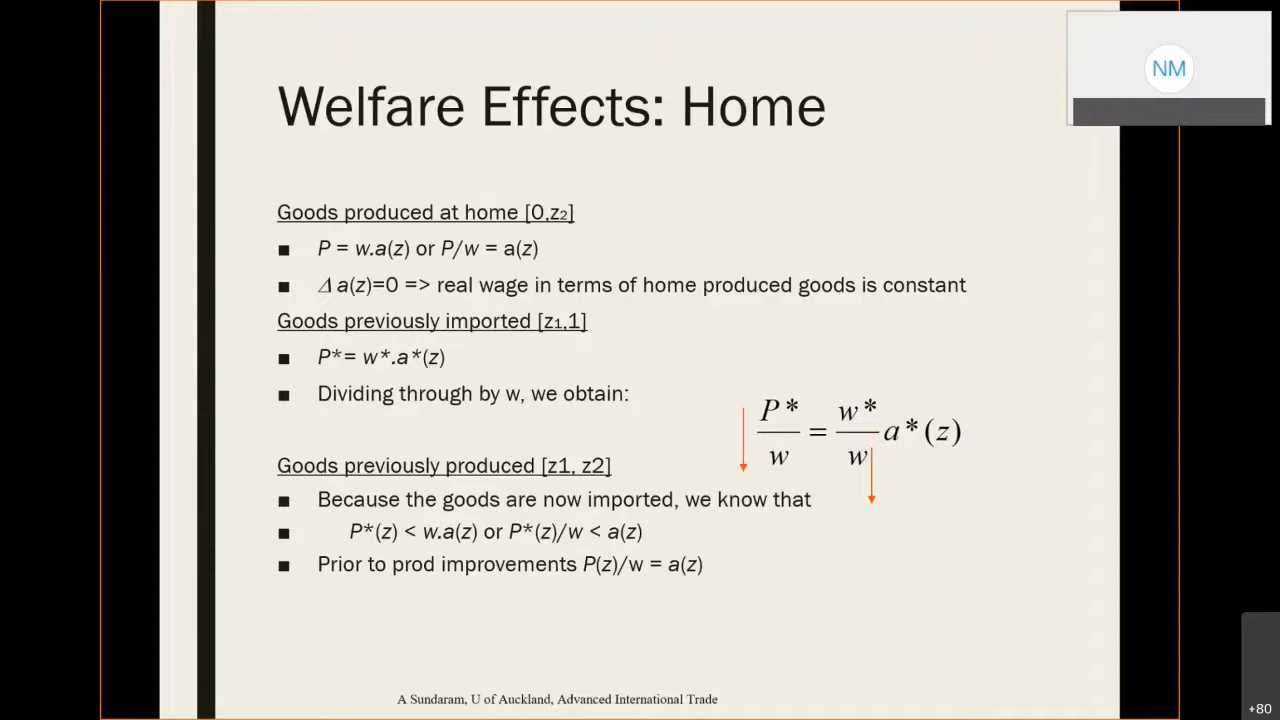 NM
Welfare Effects: Home
Goods produced at home [0,z2]
■ P = w.a(z) or P/w = a(z)
■ Δ a(z)=0 => real wage in terms of home produced goods is constant
Goods previously imported [z1,1]
■ P*= w*.a*(z)
■ Dividing through by w, we obtain:
P*/w = w*/w a*(z)
Goods previously produced [z1, z2]
■ Because the goods are now imported, we know that
■ P*(z) < w.a(z) or P*(z)/w < a(z)
■ Prior to prod improvements P(z)/w = a(z)
A Sundaram, U of Auckland, Advanced International Trade
+80